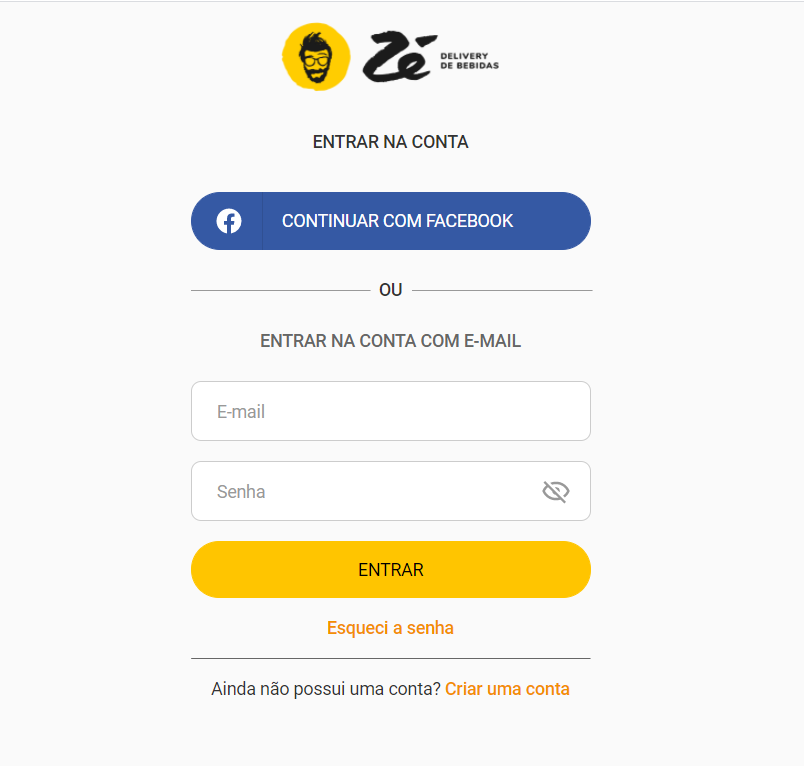 Zé DELIVERY
DE BEBIDAS
ENTRAR NA CONTA
CONTINUAR COM FACEBOOK
OU
ENTRAR NA CONTA COM E-MAIL
E-mail
Senha
ENTRAR
Esqueci a senha
Ainda não possui uma conta? Criar uma conta